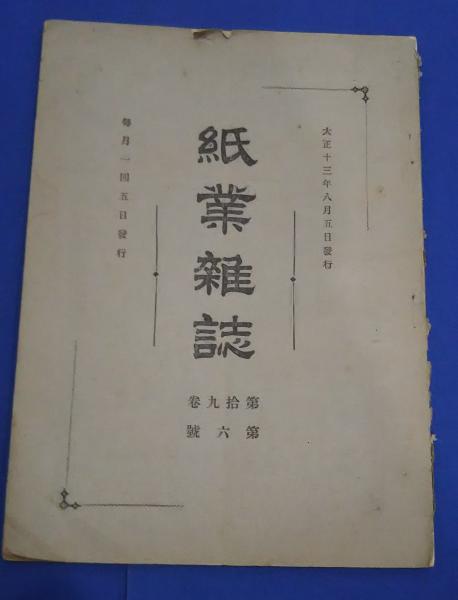 大正十三年八月五日發行
紙業雜誌
每月一回五日發行
第拾九卷
第六號